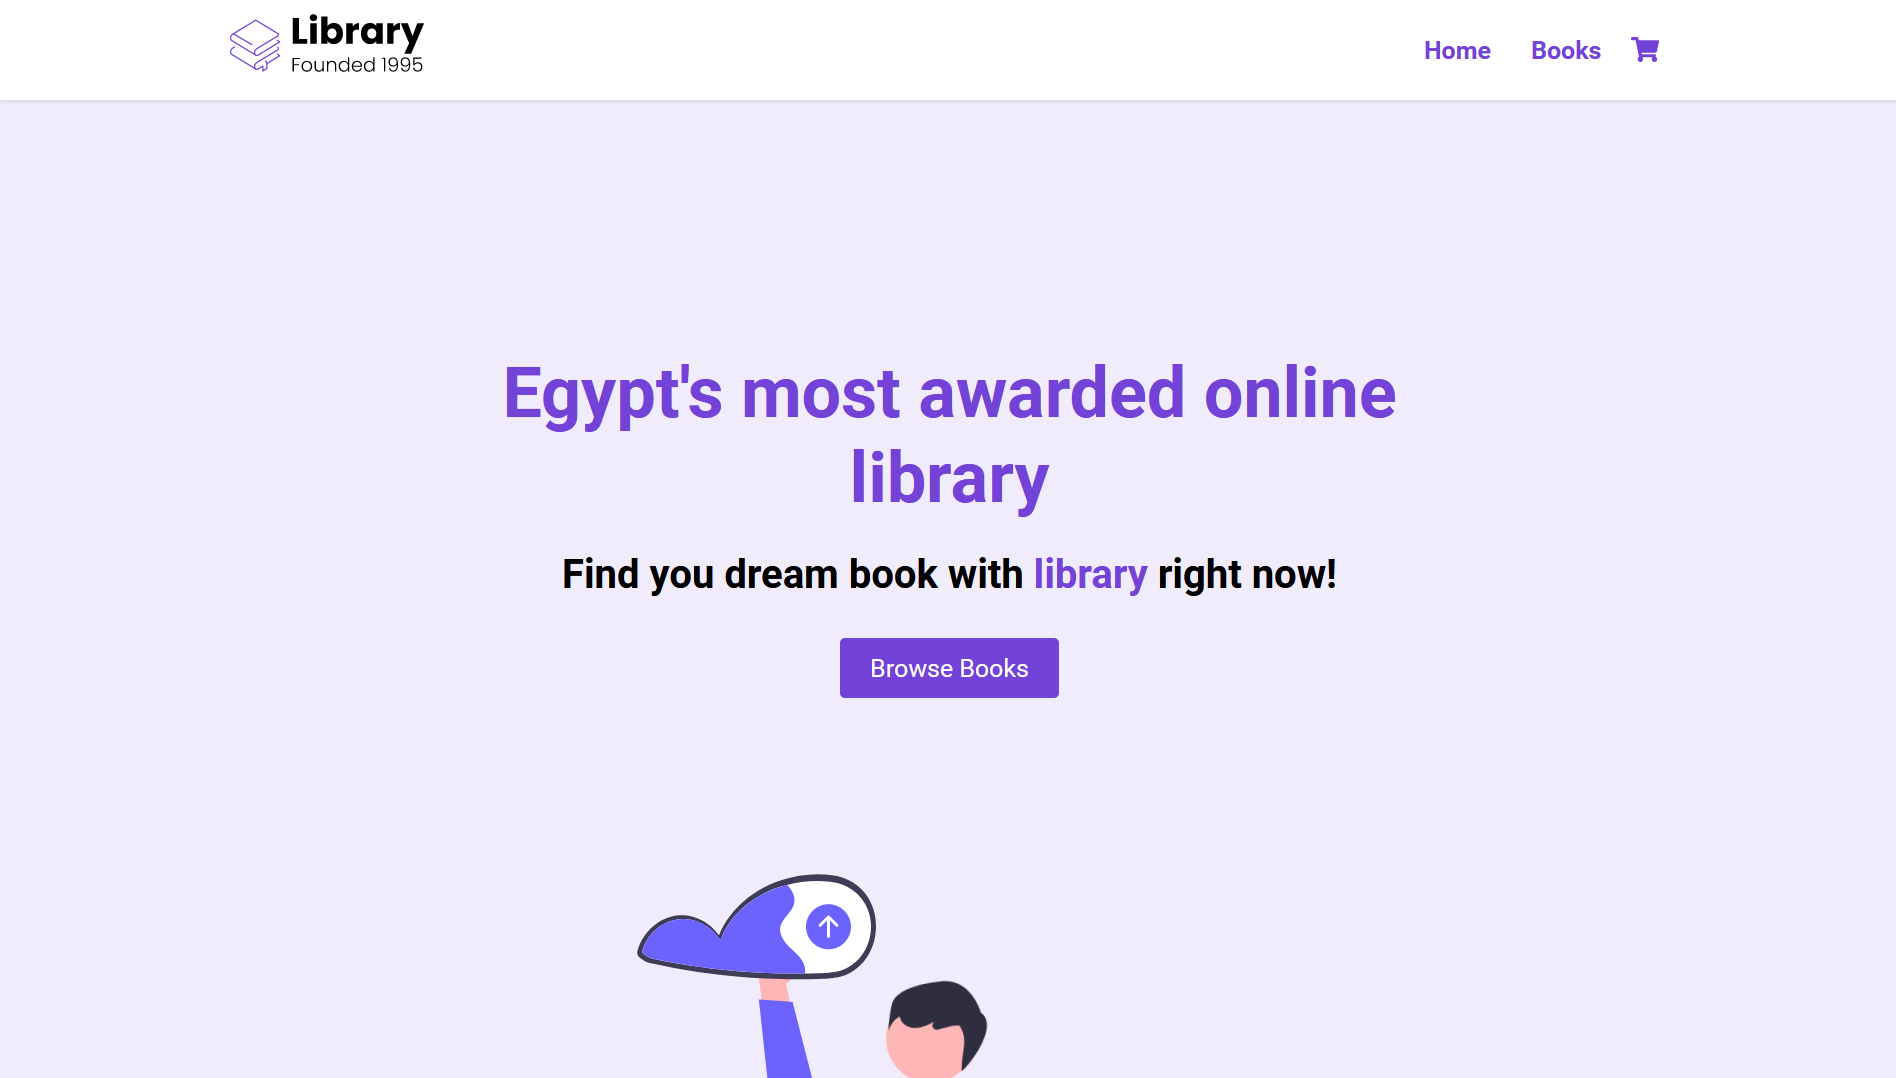 Library
Founded 1995
Home
Books
Egypt's most awarded online
library
Find you dream book with library right now!
Browse Books